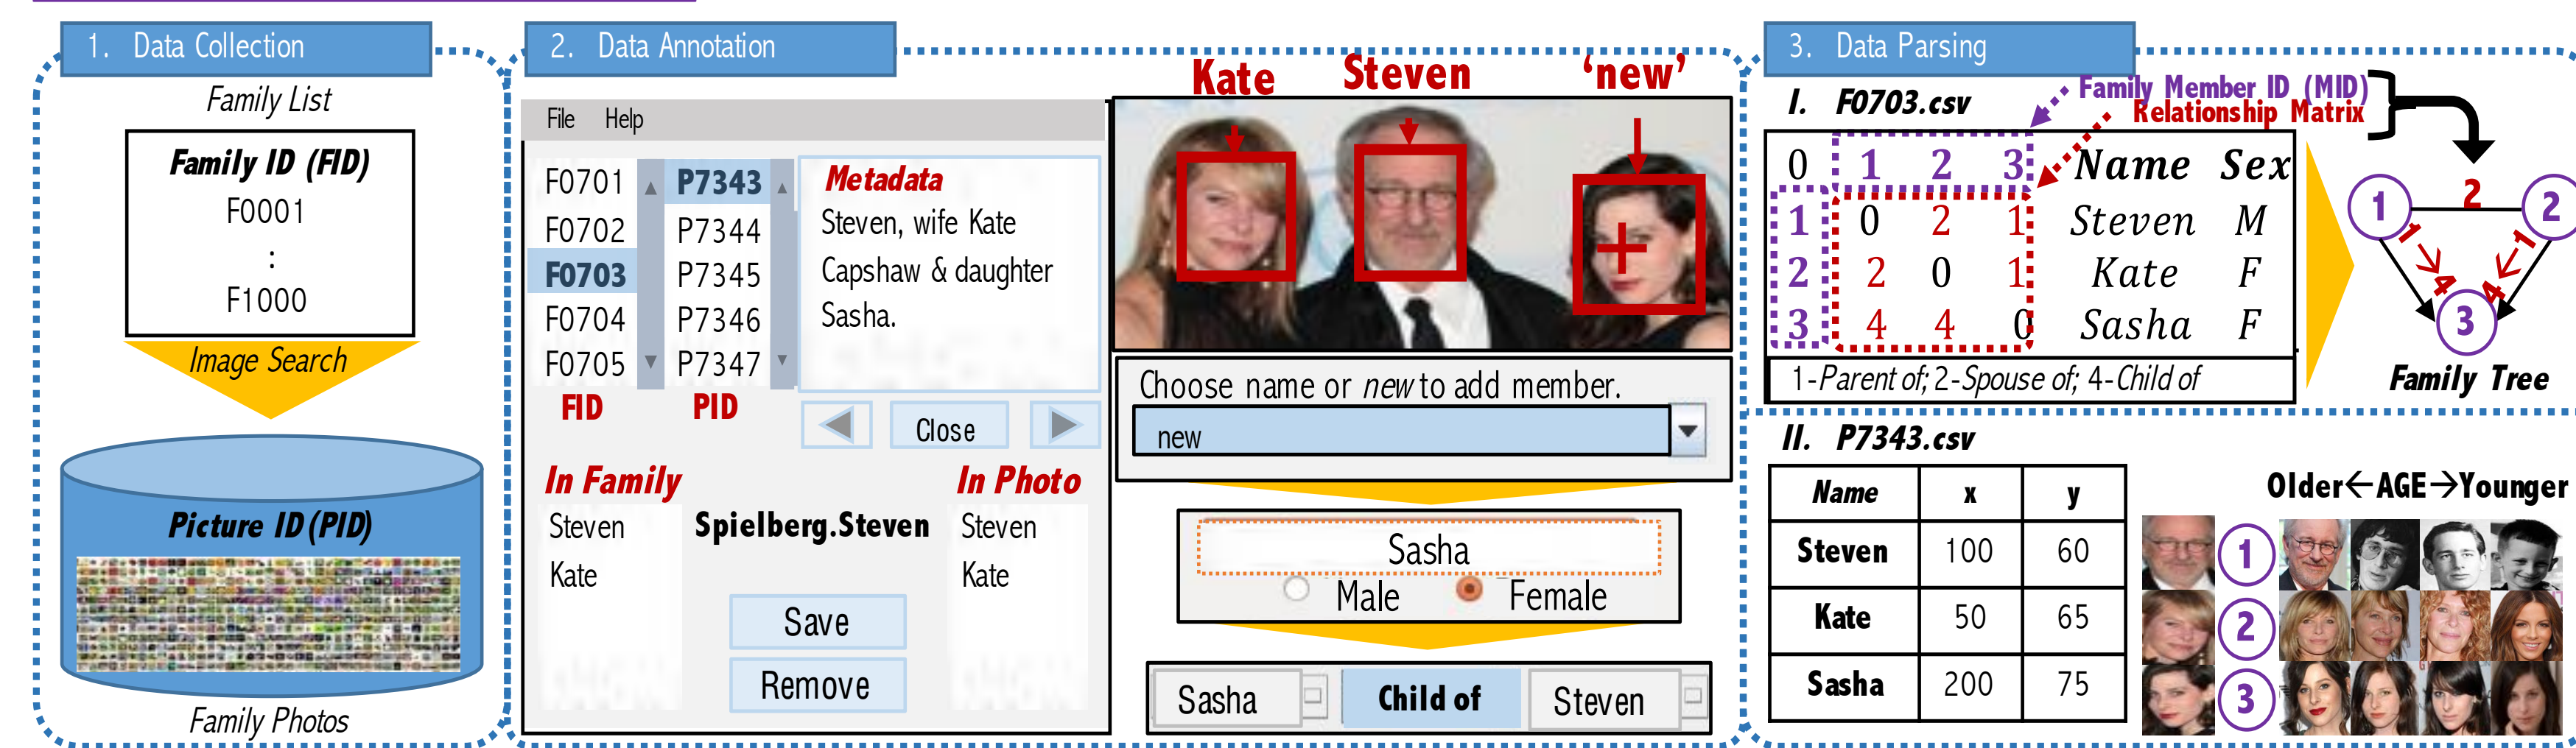 1. Data Collection
Family List
Family ID (FID)
F0001
:
F1000
Image Search
Picture ID (PID)
Family Photos
2. Data Annotation
File Help
F0701
F0702
F0703
F0704
F0705
FID
P7343
P7344
P7345
P7346
P7347
PID
Metadata
Steven, wife Kate
Capshaw & daughter
Sasha.
Close
In Family
Steven
Kate
Spielberg.Steven
Save
Remove
In Photo
Steven
Kate
Kate Steven ‘new’
Choose name or new to add member.
new
Sasha
Male Female
Sasha Child of Steven
3. Data Parsing
I. F0703.csv
Family Member ID (MID)
Relationship Matrix
0 1 2 3 Name Sex
1 0 2 1 Steven M
2 2 0 1 Kate F
3 4 4 0 Sasha F
1-Parent of; 2-Spouse of; 4-Child of
1 2 2
1 1
4 4
3
Family Tree
II. P7343.csv
Name x y
Steven 100 60
Kate 50 65
Sasha 200 75
Older←AGE→Younger
1
2
3